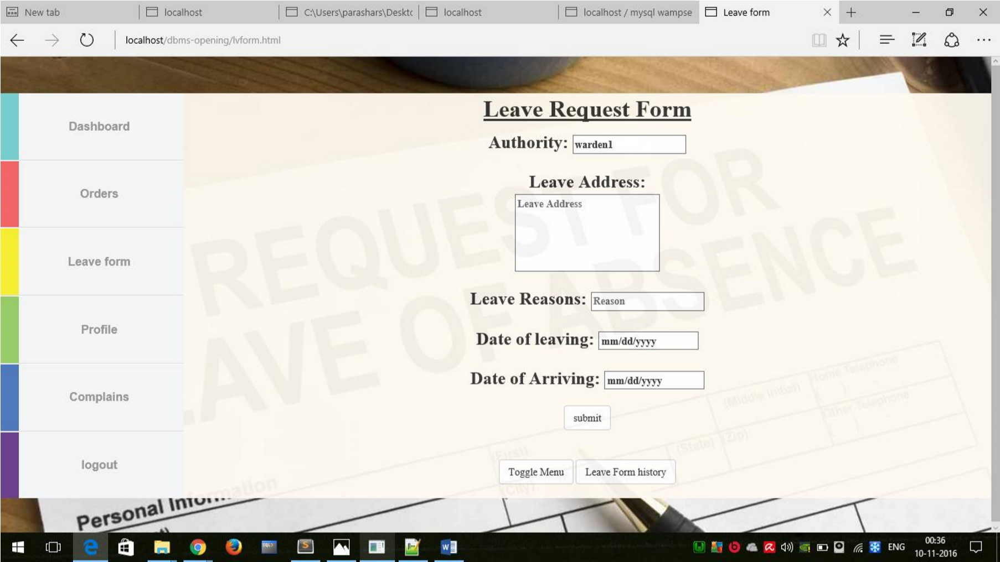 New tab
localhost
C:\Users\parashars\Desktc
localhost
localhost / mysql wampse
Leave form
localhost/dbms-opening/lvform.html
Dashboard
Orders
Leave form
Profile
Complains
logout
Leave Request Form
Authority: warden1
Leave Address:
Leave Address
Leave Reasons: Reason
Date of leaving: mm/dd/yyyy
Date of Arriving: mm/dd/yyyy
submit
Toggle Menu Leave Form history
REQUEST FOR
LEAVE OF ABSENCE
Home Telephone
(Middle Initial)
Other Telephone
(First)
(State) (Zip)
(City)
Personal Information
ENG
00:36
10-11-2016